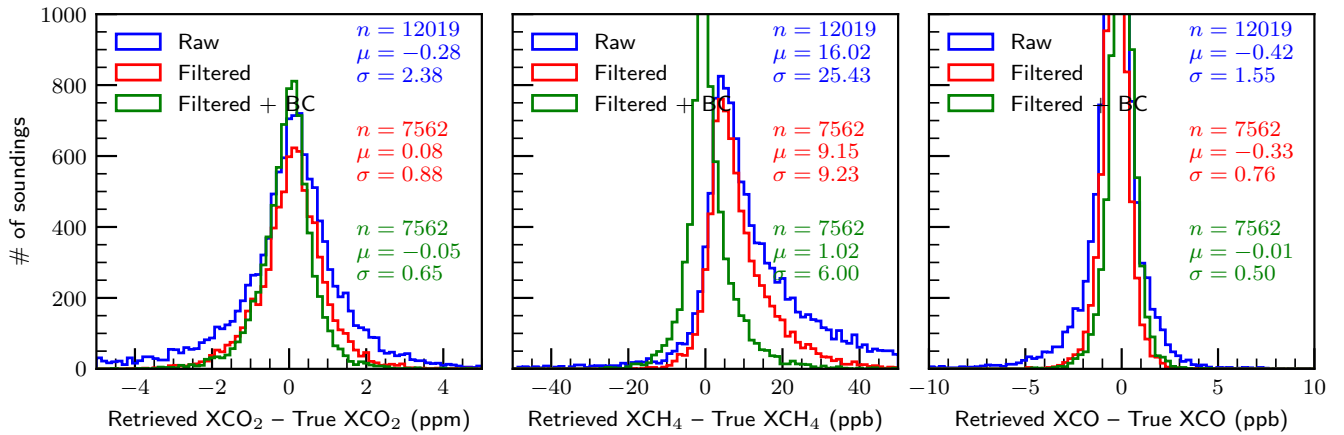 # of soundings
1000
800
600
400
200
0
Raw
Filtered
Filtered + BC
n = 12019
μ = −0.28
σ = 2.38
n = 7562
μ = 0.08
σ = 0.88
n = 7562
μ = −0.05
σ = 0.65
−4 −2 0 2 4
Retrieved XCO₂ – True XCO₂ (ppm)
Raw
Filtered
Filtered + BC
n = 12019
μ = 16.02
σ = 25.43
n = 7562
μ = 9.15
σ = 9.23
n = 7562
μ = 1.02
σ = 6.00
−40 −20 0 20 40
Retrieved XCH₄ – True XCH₄ (ppb)
Raw
Filtered
Filtered + BC
n = 12019
μ = −0.42
σ = 1.55
n = 7562
μ = −0.33
σ = 0.76
n = 7562
μ = −0.01
σ = 0.50
−10 −5 0 5 10
Retrieved XCO – True XCO (ppb)